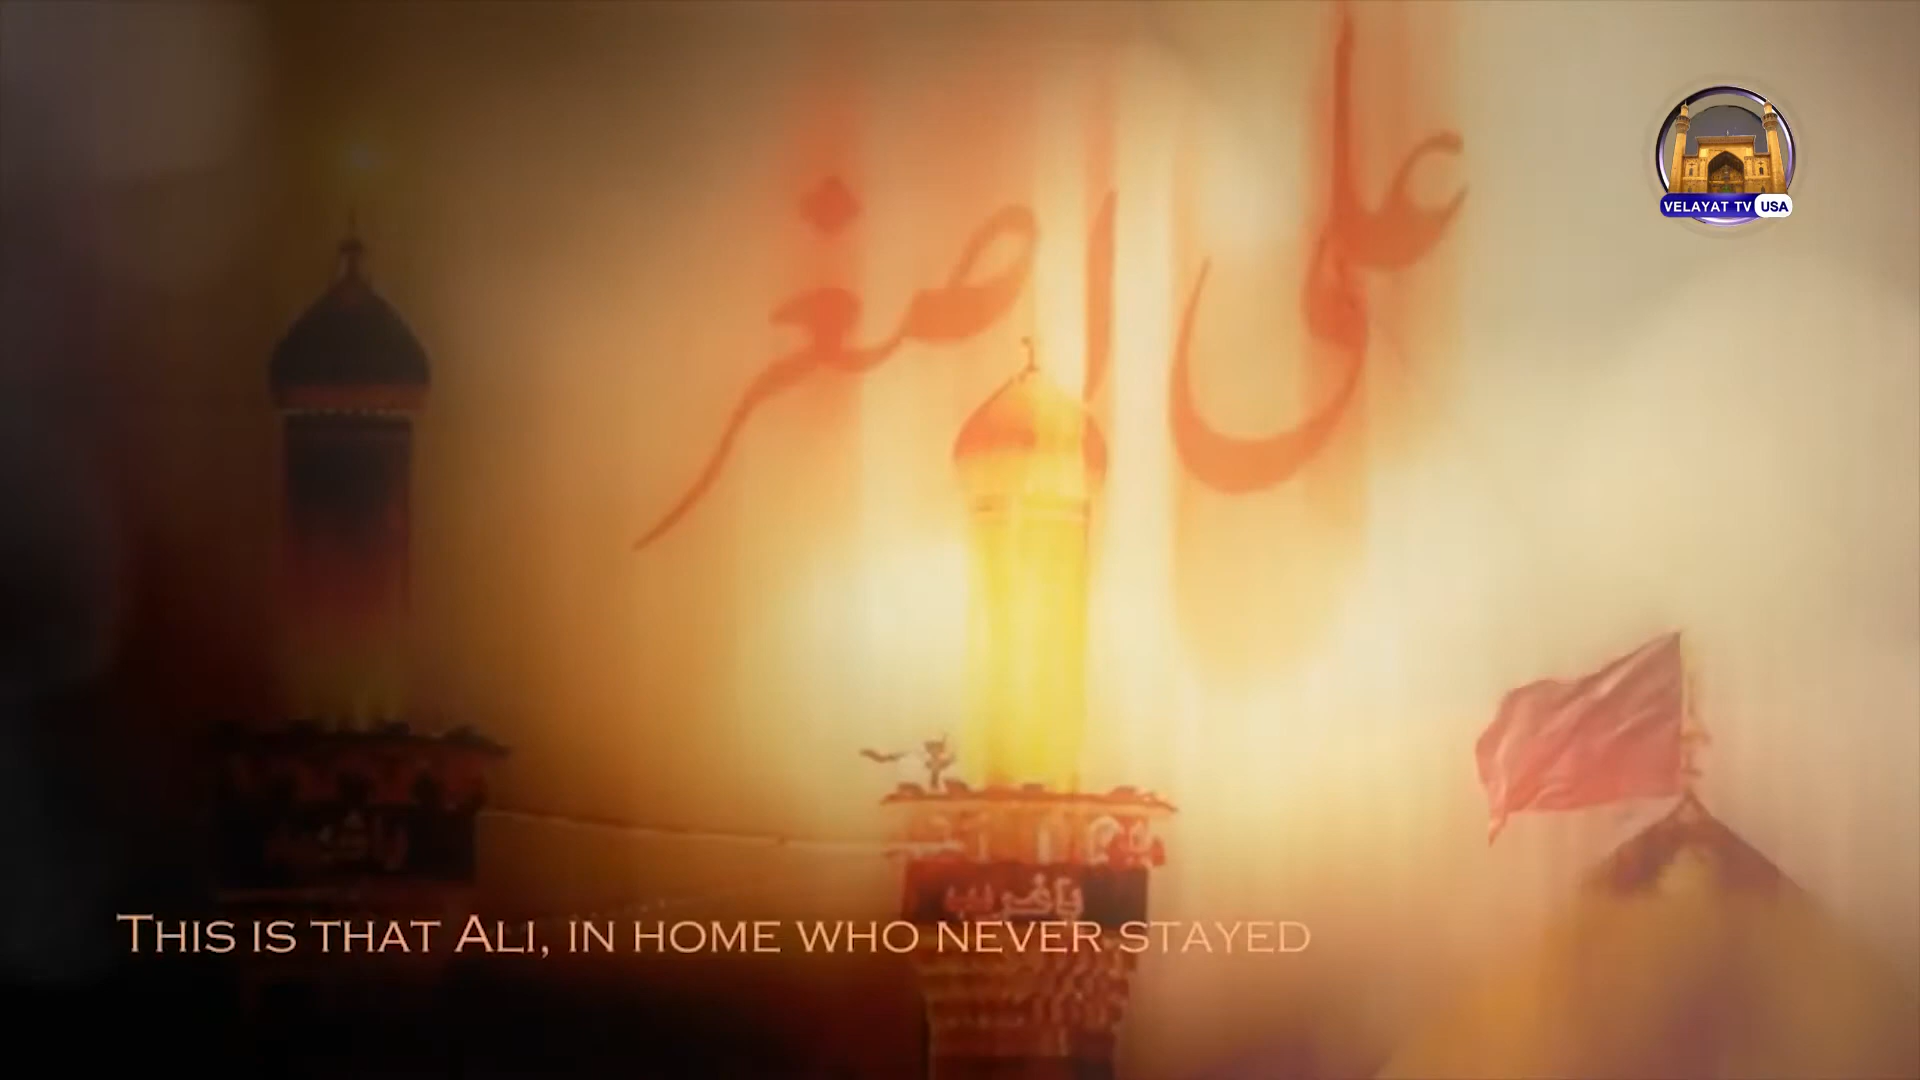 علی اصغر
VELAYAT TV USA
THIS IS THAT ALI, IN HOME WHO NEVER STAYED